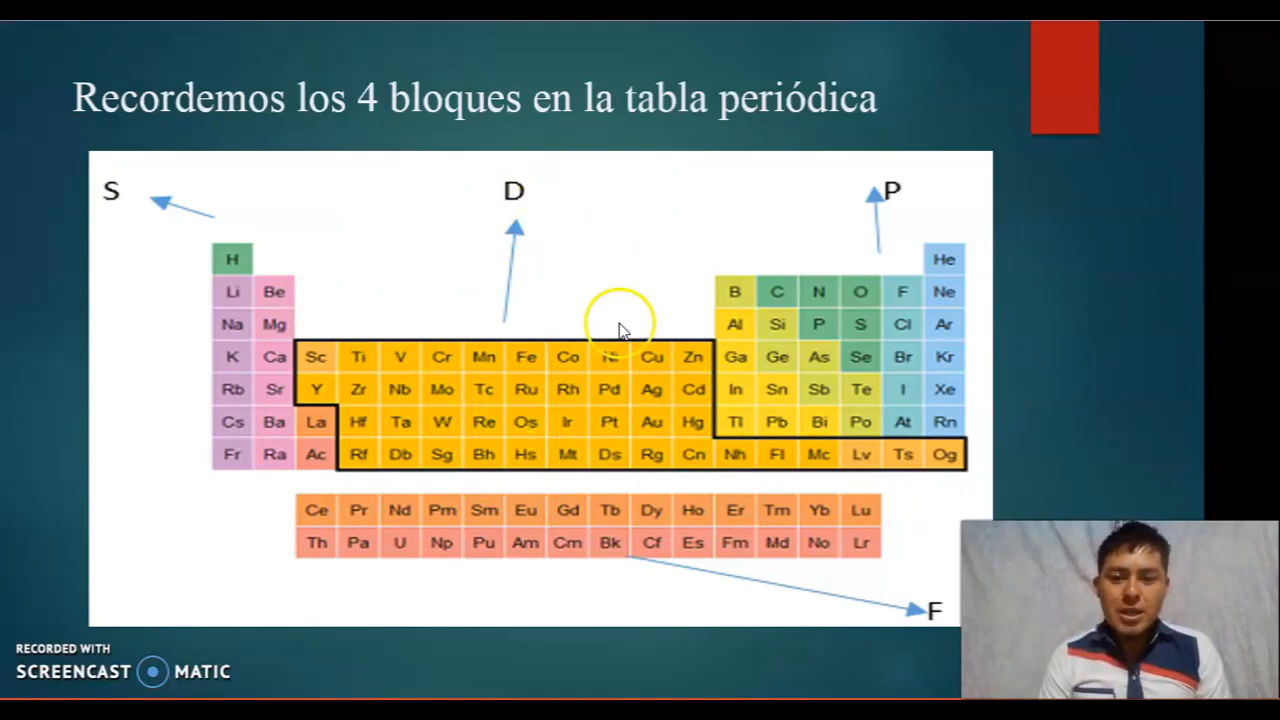 Recordemos los 4 bloques en la tabla periódica
S D P
H He
Li Be B C N O F Ne
Na Mg Al Si P S Cl Ar
K Ca Sc Ti V Cr Mn Fe Co Ni Cu Zn Ga Ge As Se Br Kr
Rb Sr Y Zr Nb Mo Tc Ru Rh Pd Ag Cd In Sn Sb Te I Xe
Cs Ba La Hf Ta W Re Os Ir Pt Au Hg Tl Pb Bi Po At Rn
Fr Ra Ac Rf Db Sg Bh Hs Mt Ds Rg Cn Nh Fl Mc Lv Ts Og
Ce Pr Nd Pm Sm Eu Gd Tb Dy Ho Er Tm Yb Lu
Th Pa U Np Pu Am Cm Bk Cf Es Fm Md No Lr
F
RECORDED WITH
SCREENCAST MATIC